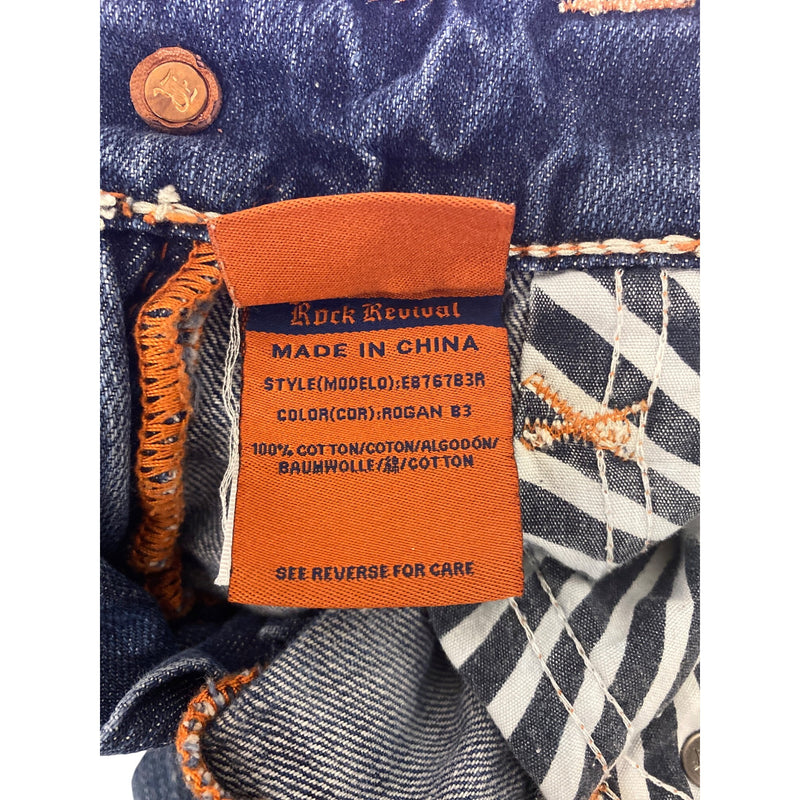 Rock Revival
MADE IN CHINA
STYLE(MODELO):EB767B3R
COLOR(COR):ROGAN B3
100% COTTON/COTON/ALGODÓN/
BAUMWOLLE/綿/COTTON
SEE REVERSE FOR CARE